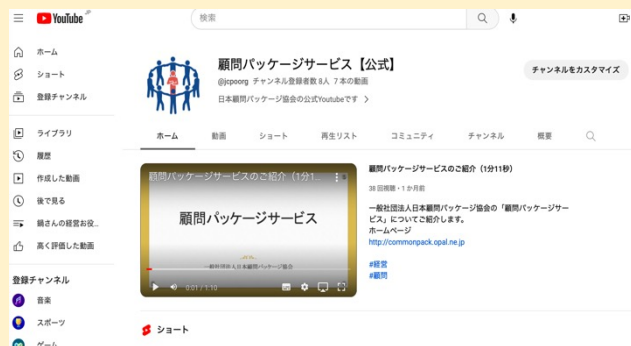 YouTube JP
検索
ホーム
ショート
登録チャンネル
ライブラリ
履歴
作成した動画
後で見る
鍋さんの経営お役...
高く評価した動画
登録チャンネル
音楽
スポーツ
ゲーム
顧問パッケージサービス【公式】
@jcpoorg チャンネル登録者数 8人 7 本の動画
日本顧問パッケージ協会の公式Youtubeです
チャンネルをカスタマイズ
ホーム 動画 ショート 再生リスト コミュニティ チャンネル 概要
顧問パッケージサービスのご紹介（1分1...
顧問パッケージサービス
一般社団法人日本顧問パッケージ協会
0:01 / 1:10
顧問パッケージサービスのご紹介（1分11秒）
38 回視聴・1 か月前
一般社団法人日本顧問パッケージ協会の「顧問パッケージサー
ビス」についてご紹介します。
ホームページ
http://commonpack.opal.ne.jp
#経営
#顧問
ショート